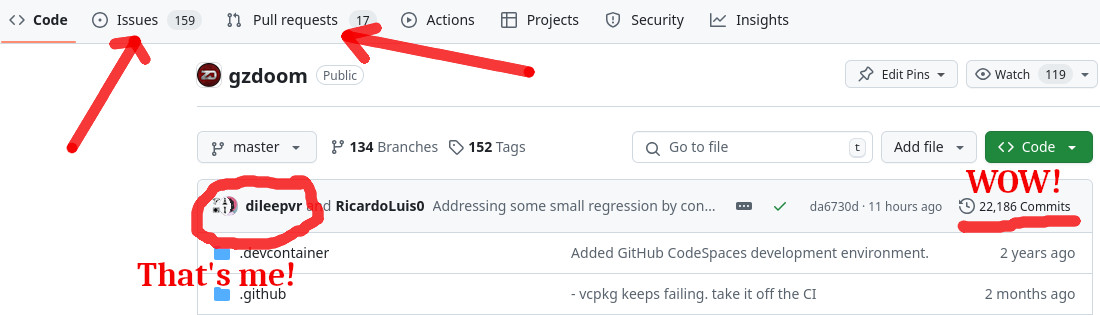 Code Issues 159 Pull requests 17 Actions Projects Security Insights
gzdoom Public Edit Pins Watch 119
master 134 Branches 152 Tags Go to file t Add file Code
WOW!
dileepvr and RicardoLuis0 Addressing some small regression by con... da6730d · 11 hours ago 22,186 Commits
.devcontainer Added GitHub CodeSpaces development environment. 2 years ago
That's me!
.github - vcpkg keeps failing. take it off the CI 2 months ago